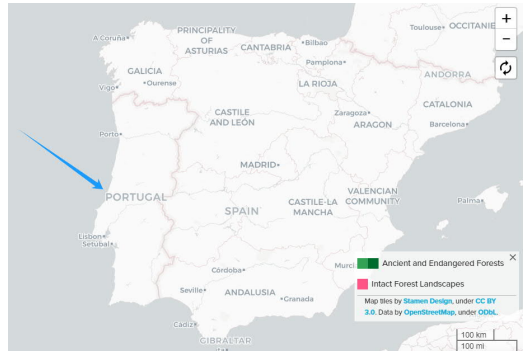 Toulouse• OCCITANIE
+
−
A Coruña•
PRINCIPALITY
OF
ASTURIAS
CANTABRIA
•Bilbao
Pamplona•
ANDORRA
GALICIA
•Ourense
Vigo•
LA RIOJA
CATALONIA
Barcelona•
CASTILE
AND LEÓN
Zaragoza•
ARAGON
Porto•
MADRID•
PORTUGAL
SPAIN
CASTILE-LA
MANCHA
VALENCIAN
COMMUNITY
Palma•
Lisbon•
Setubal•
Córdoba•
Seville•
ANDALUSIA
•Granada
Cadiz•
GIBRALTAR
Ancient and Endangered Forests
Intact Forest Landscapes
Map tiles by Stamen Design, under CC BY
3.0. Data by OpenStreetMap, under ODbL.
100 km
100 mi